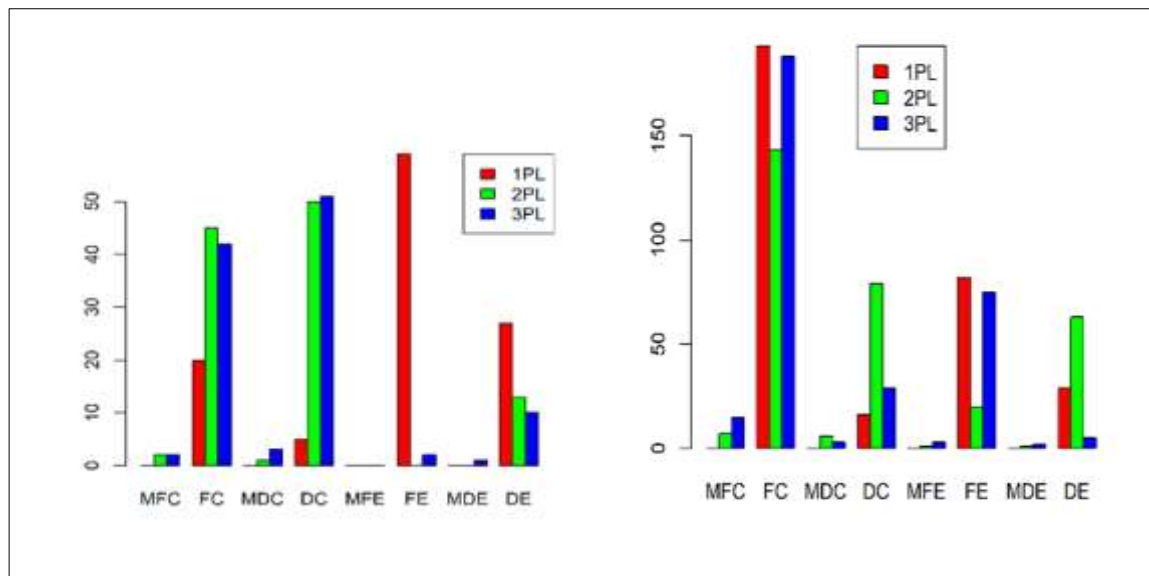 1PL
2PL
3PL
50
40
30
20
10
0
MFC FC MDC DC MFE FE MDE DE
1PL
2PL
3PL
150
100
50
0
MFC FC MDC DC MFE FE MDE DE